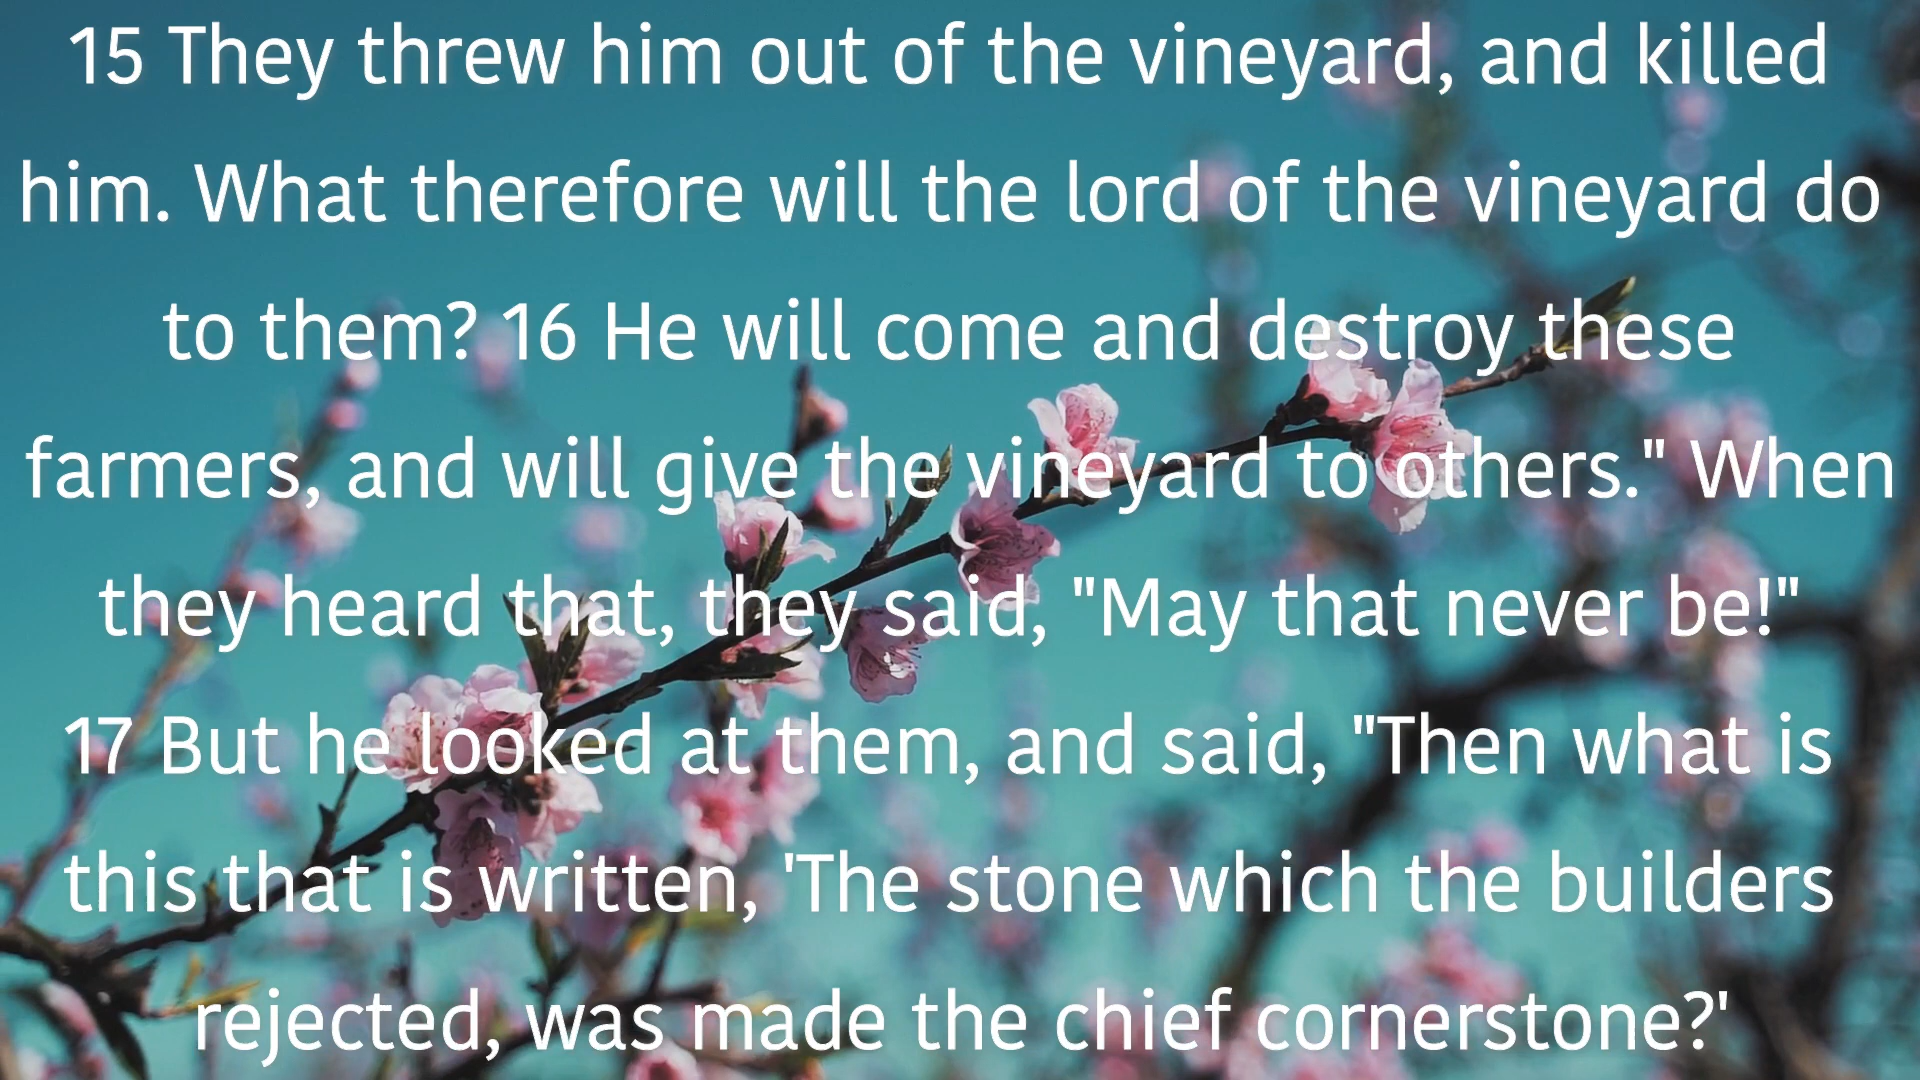 15 They threw him out of the vineyard, and killed
him. What therefore will the lord of the vineyard do
to them? 16 He will come and destroy these
farmers, and will give the vineyard to others." When
they heard that, they said, "May that never be!"
17 But he looked at them, and said, "Then what is
this that is written, 'The stone which the builders
rejected, was made the chief cornerstone?'